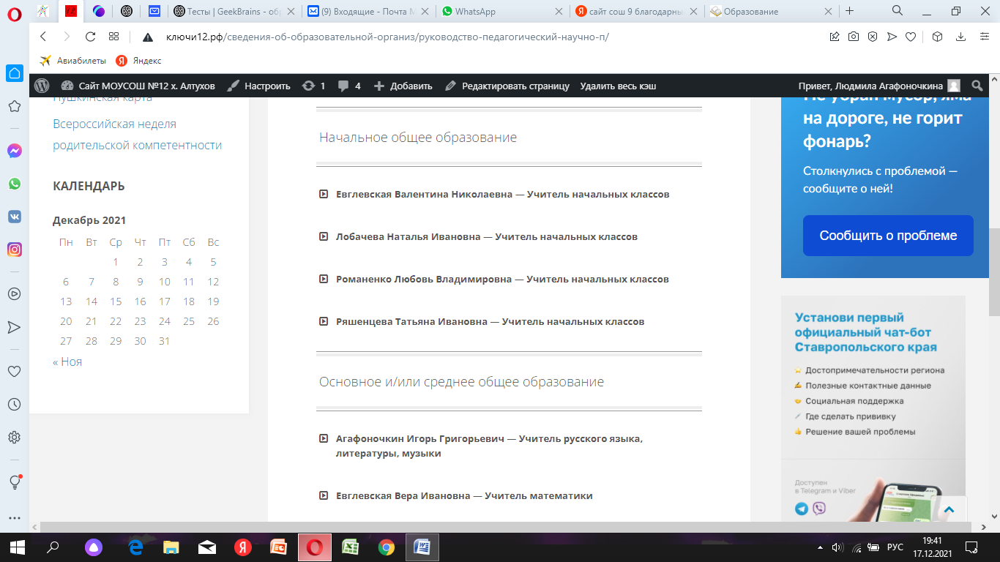 Тесты | GeekBrains - обр
(9) Входящие - Почта М
WhatsApp
сайт сош 9 благодарны
Образование
ключи12.рф/сведения-об-образовательной-организ/руководство-педагогический-научно-п/
Авиабилеты
Яндекс
Сайт МОУСОШ №12 х. Алтухов
Настроить
1
4
Добавить
Редактировать страницу
Удалить весь кэш
Привет, Людмила Агафоночкина
Пушкинская карта
Всероссийская неделя
родительской компетентности
КАЛЕНДАРЬ
Декабрь 2021
Пн Вт Ср Чт Пт Сб Вс
1 2 3 4 5
6 7 8 9 10 11 12
13 14 15 16 17 18 19
20 21 22 23 24 25 26
27 28 29 30 31
« Ноя
Начальное общее образование
Евглевская Валентина Николаевна — Учитель начальных классов
Лобачева Наталья Ивановна — Учитель начальных классов
Романенко Любовь Владимировна — Учитель начальных классов
Ряшенцева Татьяна Ивановна — Учитель начальных классов
Основное и/или среднее общее образование
Агафоночкин Игорь Григорьевич — Учитель русского языка,
литературы, музыки
Евглевская Вера Ивановна — Учитель математики
Не убран мусор, яма
на дороге, не горит
фонарь?
Столкнулись с проблемой —
сообщите о ней!
Сообщить о проблеме
Установи первый
официальный чат-бот
Ставропольского края
Достопримечательности региона
Полезные контактные данные
Социальная поддержка
Где сделать прививку
Решение вашей проблемы
Доступен
в Telegram и Viber
РУС
19:41
17.12.2021